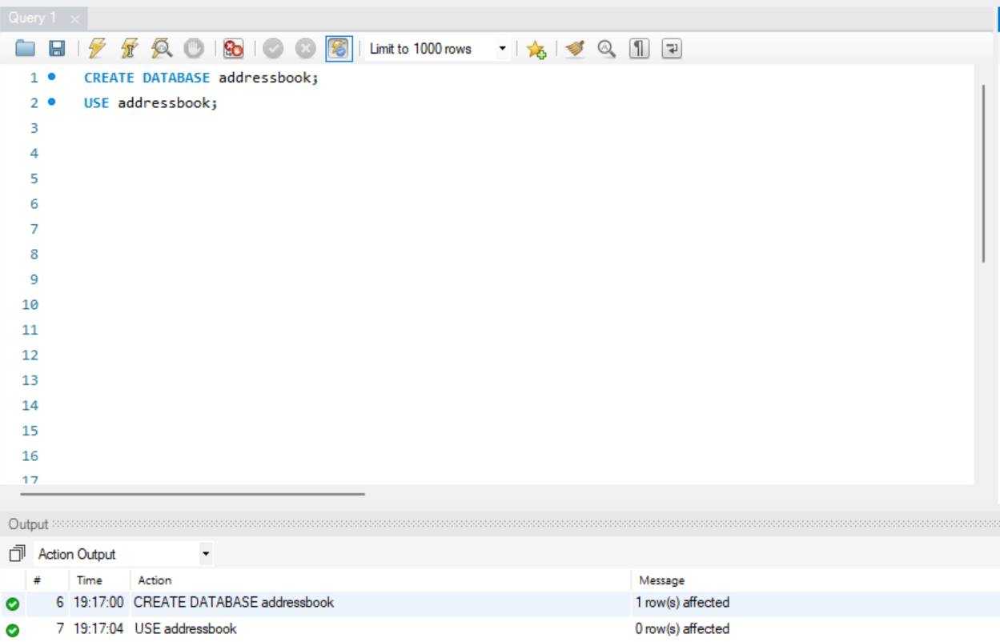 Query 1
Limit to 1000 rows
1 CREATE DATABASE addressbook;
2 USE addressbook;
3
4
5
6
7
8
9
10
11
12
13
14
15
16
17
Output
Action Output
# Time Action Message
6 19:17:00 CREATE DATABASE addressbook 1 row(s) affected
7 19:17:04 USE addressbook 0 row(s) affected